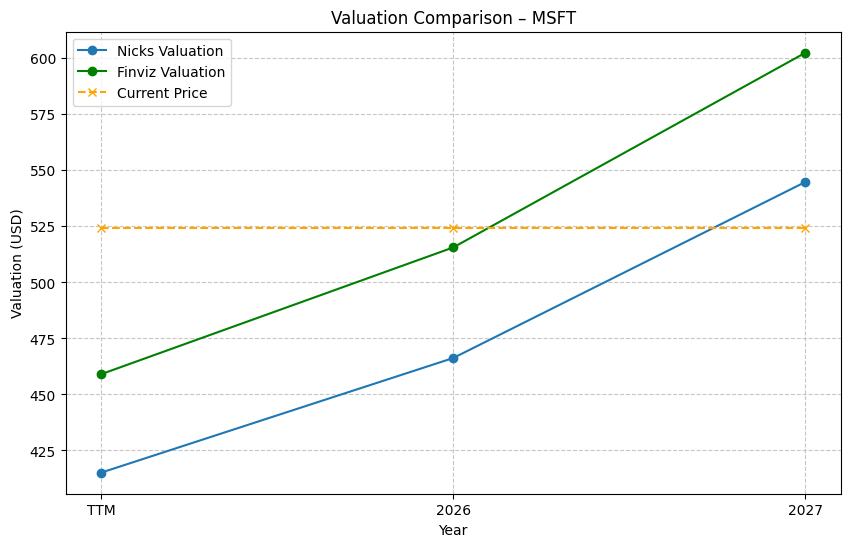 Valuation Comparison – MSFT
Nicks Valuation
Finviz Valuation
Current Price
Valuation (USD)
600
575
550
525
500
475
450
425
TTM
2026
2027
Year